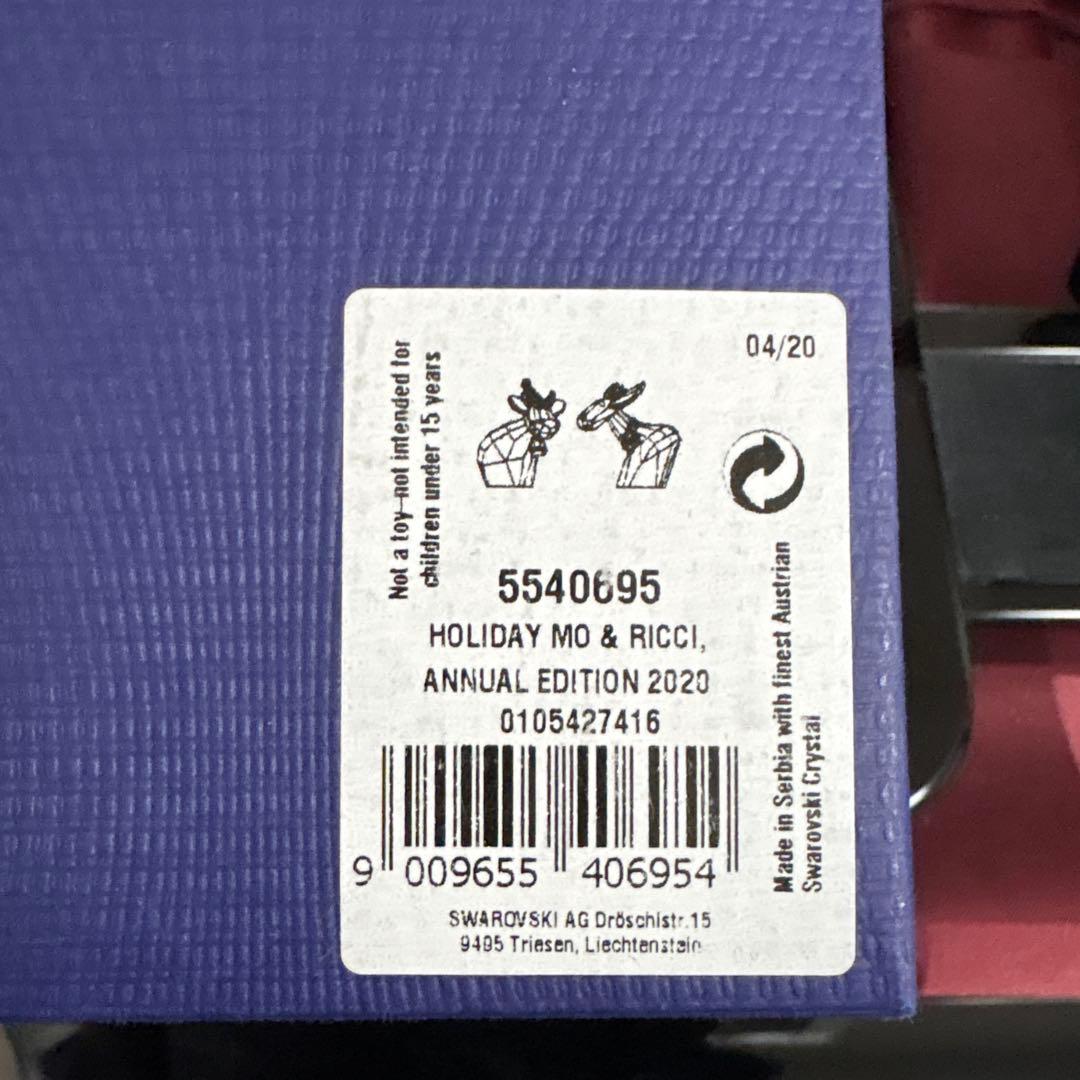 04/20
Not a toy–not intended for
children under 15 years
5540695
HOLIDAY MO & RICCI,
ANNUAL EDITION 2020
0105427416
9 009655 406954
Made in Serbia with finest Austrian
Swarovski Crystal
SWAROVSKI AG Dröschistr.15
9495 Triesen, Liechtenstein